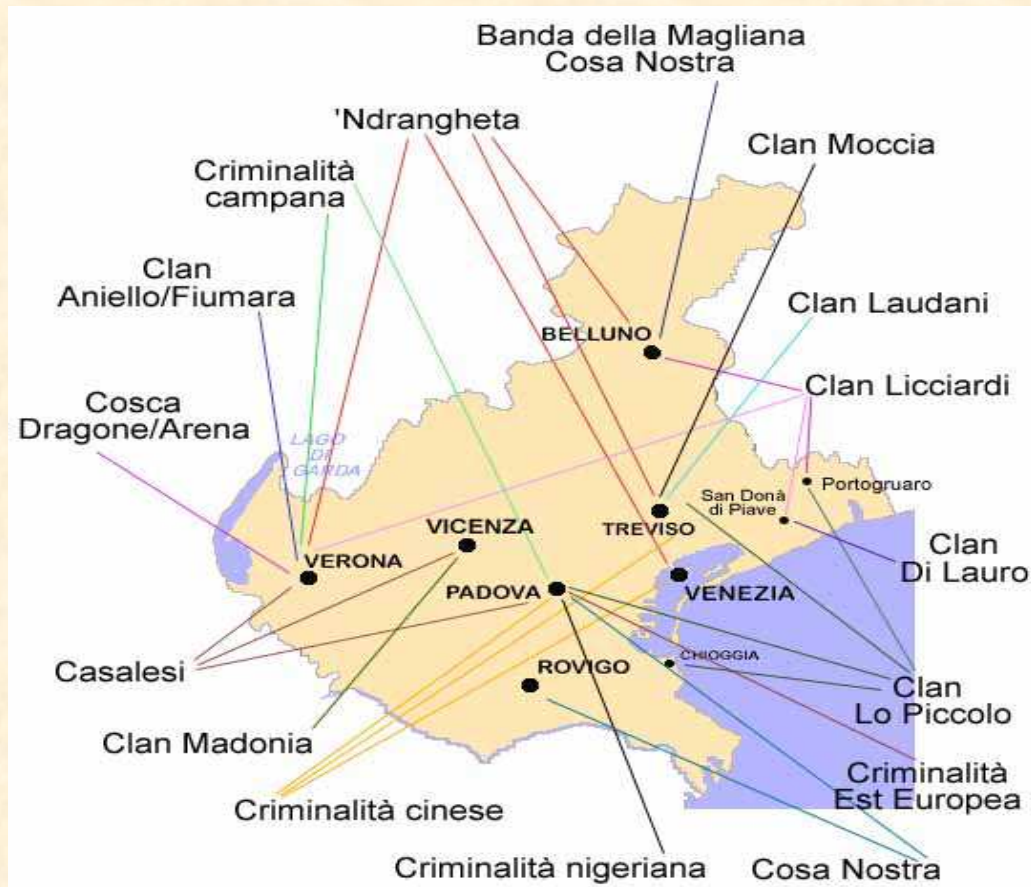 Banda della Magliana
Cosa Nostra
'Ndrangheta
Clan Moccia
Criminalità
campana
Clan
Aniello/Fiumara
Clan Laudani
BELLUNO
Clan Licciardi
Cosca
Dragone/Arena
LAGO
DI
GARDA
Portogruaro
San Donà
di Piave
VICENZA
TREVISO
Clan
Di Lauro
VERONA
PADOVA
VENEZIA
CHIOGGIA
Casalesi
ROVIGO
Clan
Lo Piccolo
Clan Madonia
Criminalità
Est Europea
Criminalità cinese
Criminalità nigeriana
Cosa Nostra